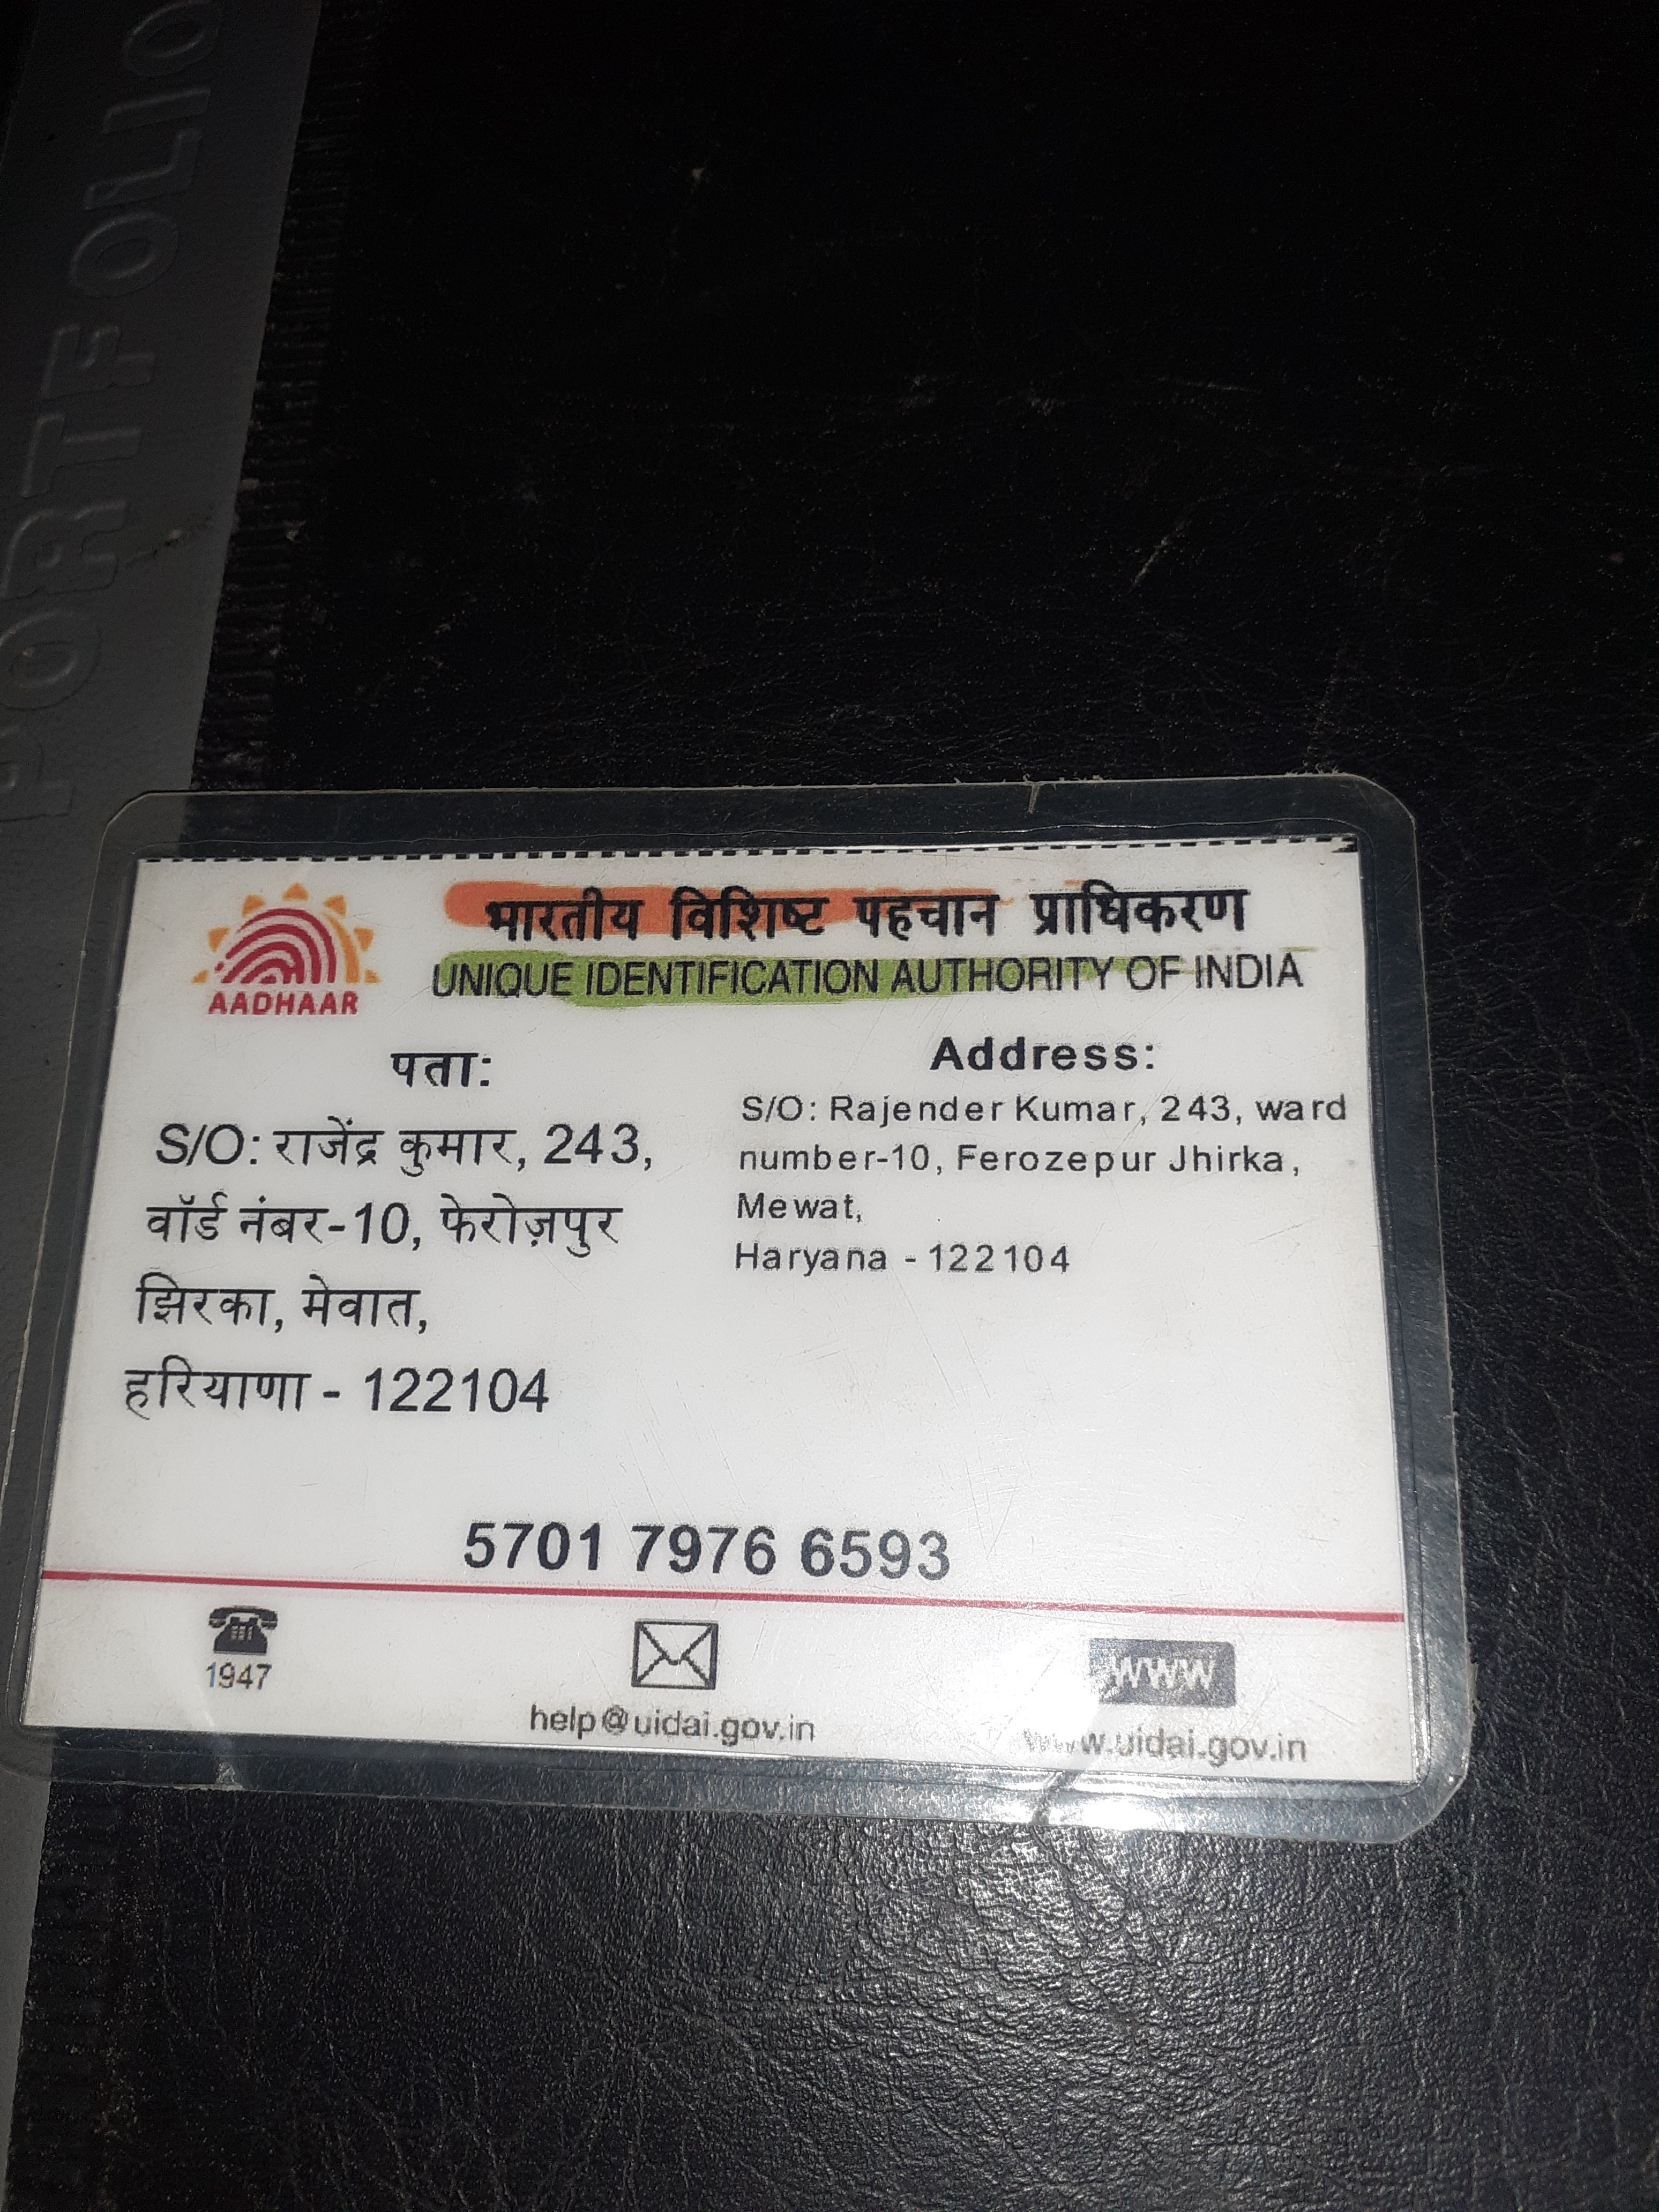 PORTFOLIO
AADHAAR
भारतीय विशिष्ट पहचान प्राधिकरण
UNIQUE IDENTIFICATION AUTHORITY OF INDIA
पता:
S/O: राजेंद्र कुमार, 243,
वॉर्ड नंबर-10, फेरोज़पुर
झिरका, मेवात,
हरियाणा - 122104
Address:
S/O: Rajender Kumar, 243, ward
number-10, Ferozepur Jhirka,
Mewat,
Haryana - 122104
5701 7976 6593
1947
help@uidai.gov.in
WWW
www.uidai.gov.in